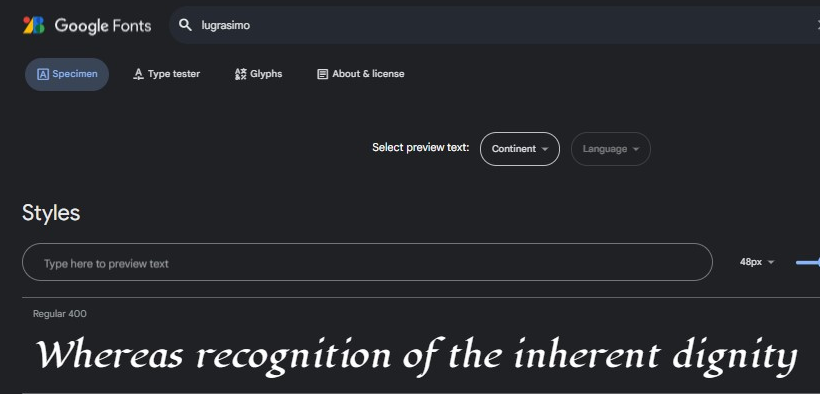 Google Fonts
lugrasimo
Specimen
Type tester
Glyphs
About & license
Select preview text:
Continent
Language
Styles
Type here to preview text
48px
Regular 400
Whereas recognition of the inherent dignity